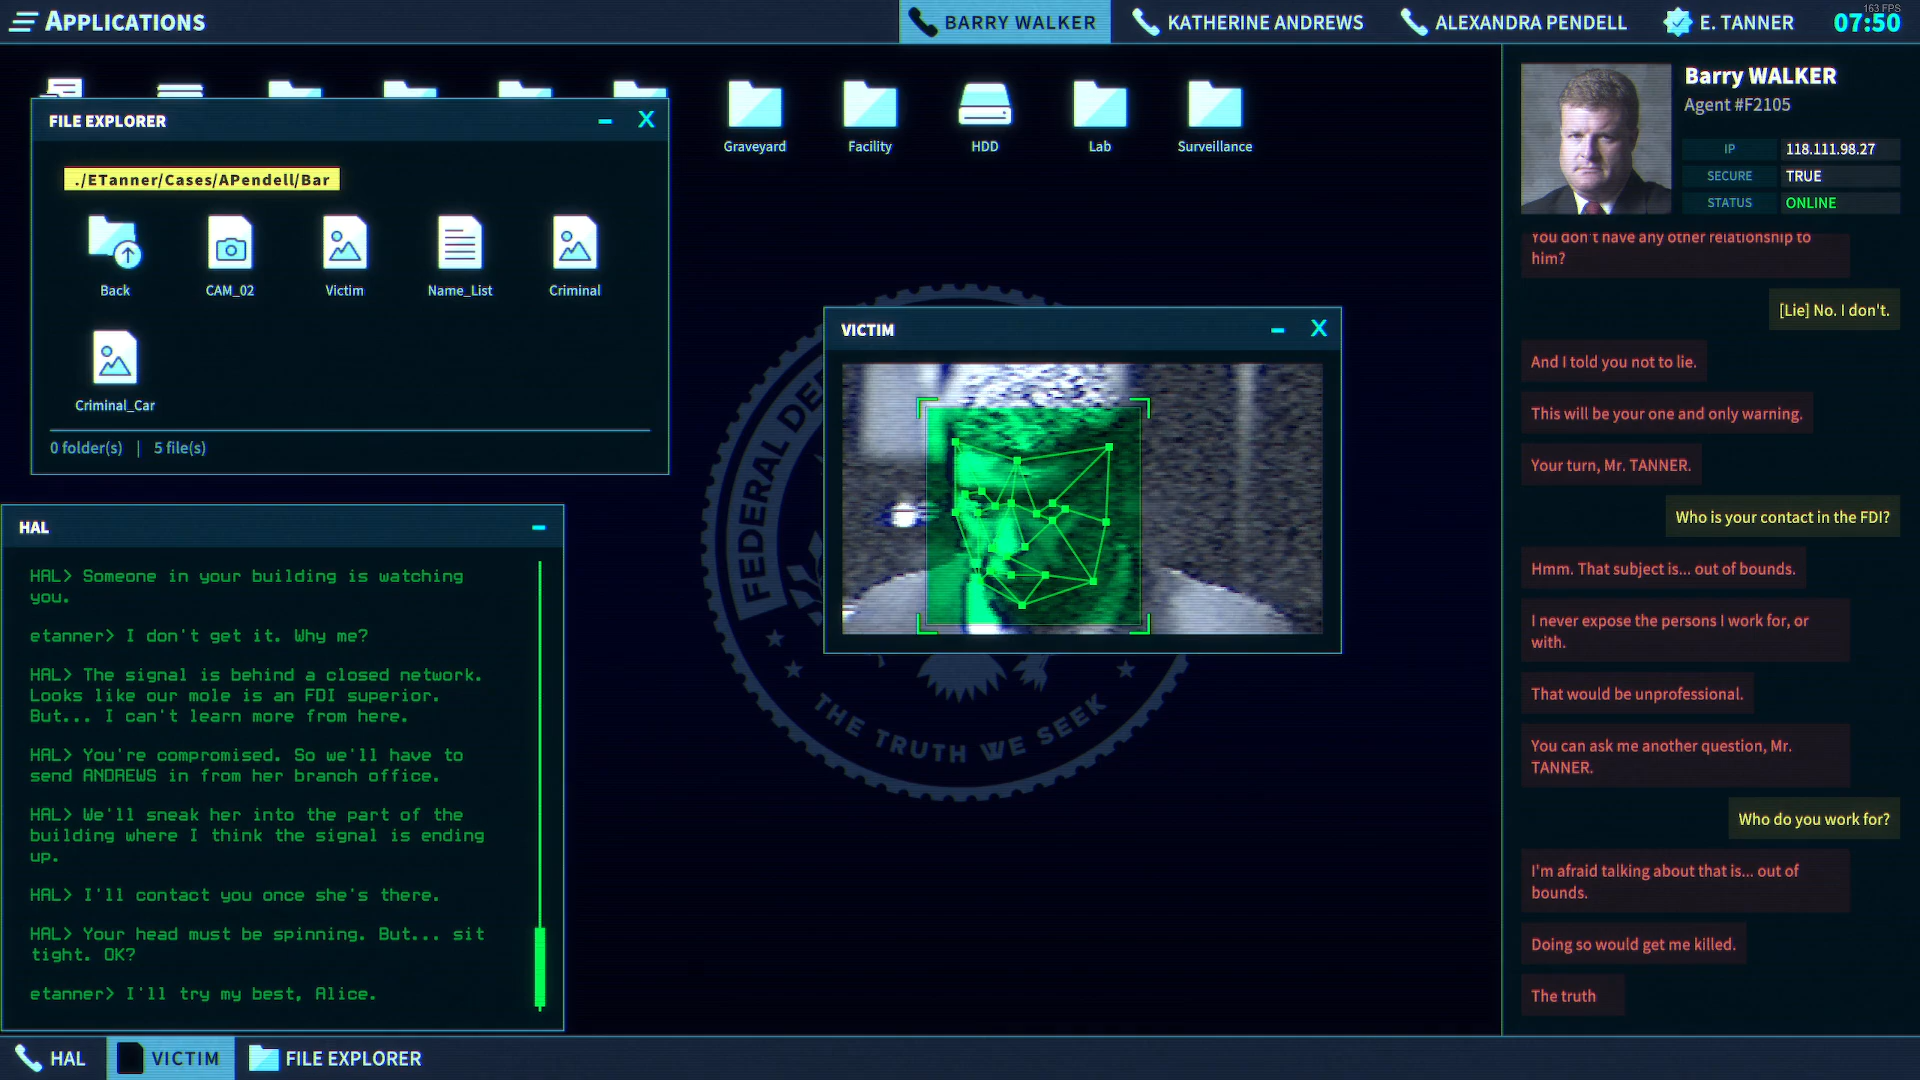 APPLICATIONS
BARRY WALKER
KATHERINE ANDREWS
ALEXANDRA PENDELL
E. TANNER
163 FPS
07:50
Graveyard
Facility
HDD
Lab
Surveillance
FILE EXPLORER
./ETanner/Cases/APendell/Bar
Back
CAM_02
Victim
Name_List
Criminal
Criminal_Car
0 folder(s) | 5 file(s)
HAL
HAL> Someone in your building is watching
you.
etanner> I don't get it. Why me?
HAL> The signal is behind a closed network.
Looks like our mole is an FDI superior.
But... I can't learn more from here.
HAL> You're compromised. So we'll have to
send ANDREWS in from her branch office.
HAL> We'll sneak her into the part of the
building where I think the signal is ending
up.
HAL> I'll contact you once she's there.
HAL> Your head must be spinning. But... sit
tight. OK?
etanner> I'll try my best, Alice.
VICTIM
FEDERAL DE
THE TRUTH WE SEEK
Barry WALKER
Agent #F2105
IP 118.111.98.27
SECURE TRUE
STATUS ONLINE
You don't have any other relationship to
him?
[Lie] No. I don't.
And I told you not to lie.
This will be your one and only warning.
Your turn, Mr. TANNER.
Who is your contact in the FDI?
Hmm. That subject is... out of bounds.
I never expose the persons I work for, or
with.
That would be unprofessional.
You can ask me another question, Mr.
TANNER.
Who do you work for?
I'm afraid talking about that is... out of
bounds.
Doing so would get me killed.
The truth
HAL
VICTIM
FILE EXPLORER